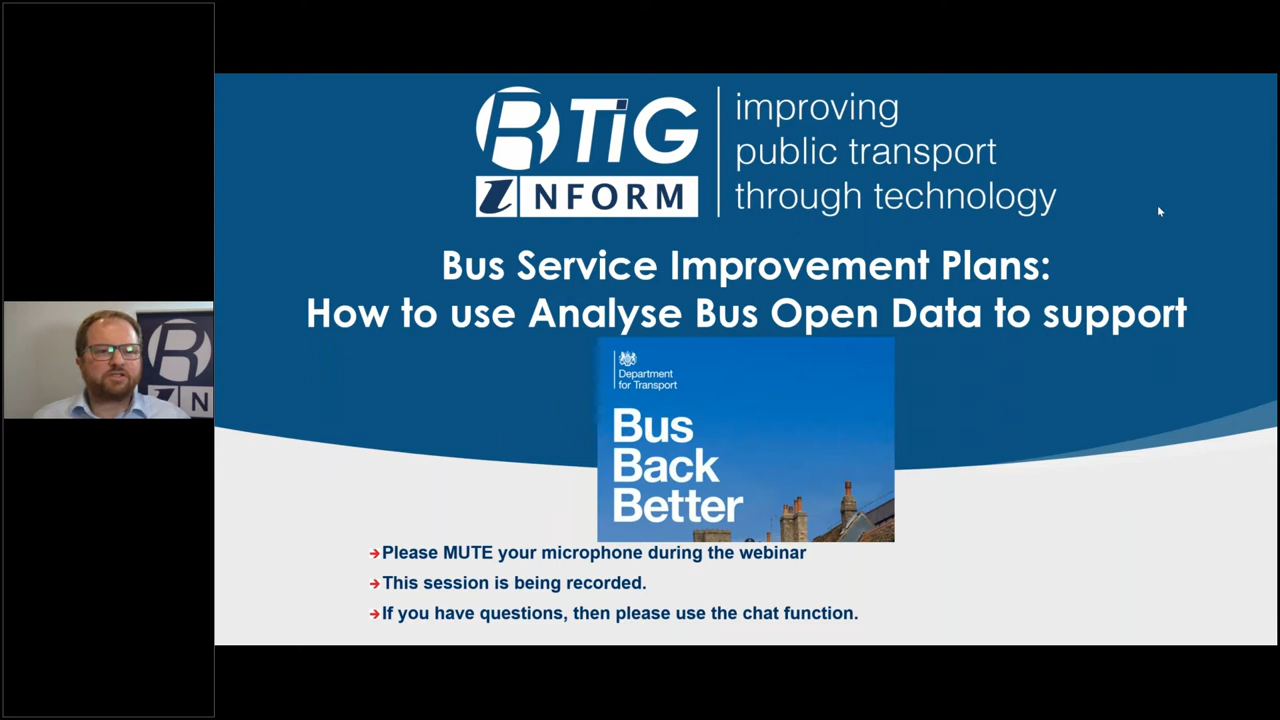 RTiG
iNFORM
improving
public transport
through technology
Bus Service Improvement Plans:
How to use Analyse Bus Open Data to support
Department
for Transport
Bus
Back
Better
Please MUTE your microphone during the webinar
This session is being recorded.
If you have questions, then please use the chat function.
R
iN